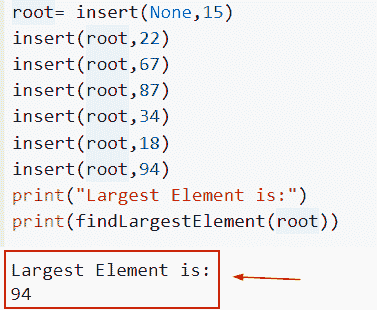 root= insert(None,15)
insert(root,22)
insert(root,67)
insert(root,87)
insert(root,34)
insert(root,18)
insert(root,94)
print("Largest Element is:")
print(findLargestElement(root))
Largest Element is:
94